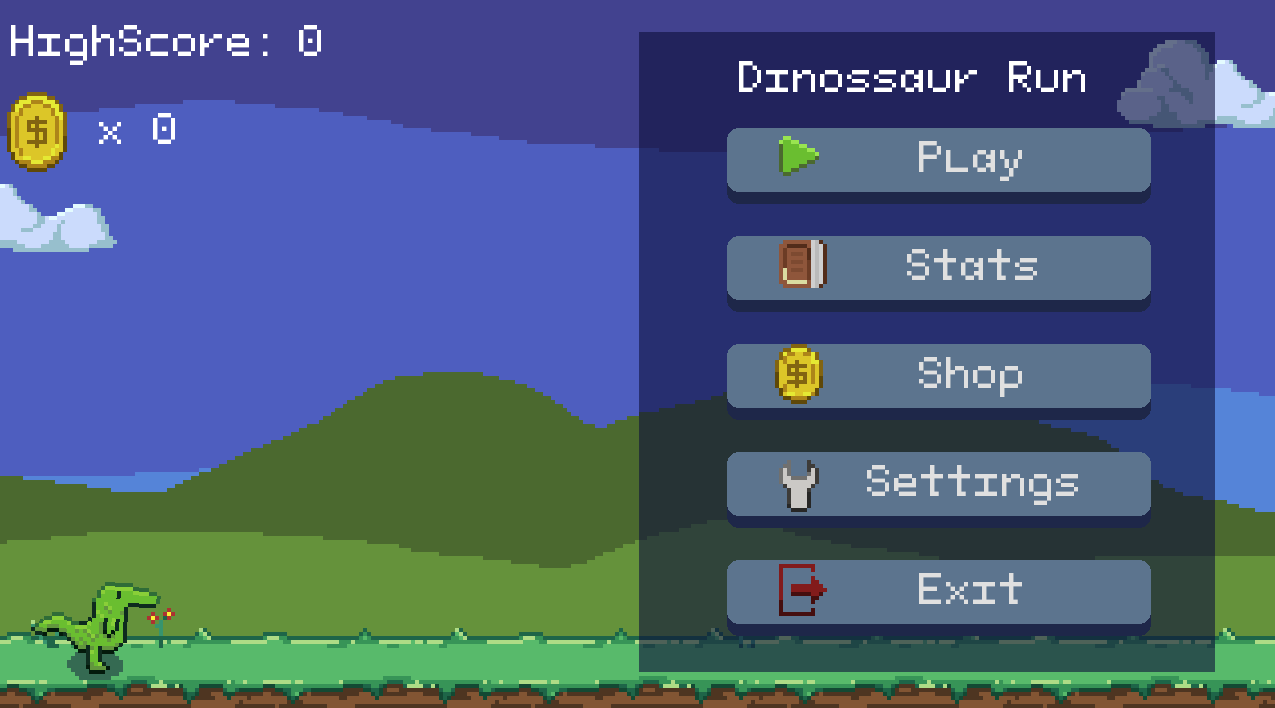 HighScore: 0
$ x 0
Dinossaur Run
Play
Stats
$ Shop
Settings
Exit